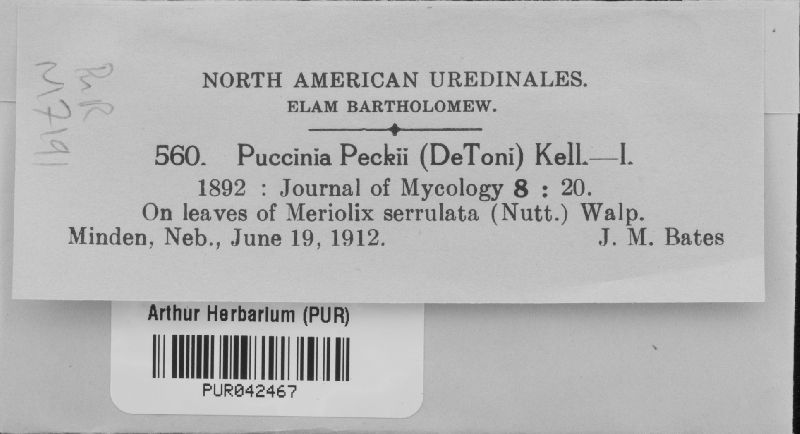 PUR
N17191
NORTH AMERICAN UREDINALES.
ELAM BARTHOLOMEW.
560. Puccinia Peckii (DeToni) Kell.—I.
1892 : Journal of Mycology 8 : 20.
On leaves of Meriolix serrulata (Nutt.) Walp.
Minden, Neb., June 19, 1912. J. M. Bates
Arthur Herbarium (PUR)
PUR042467